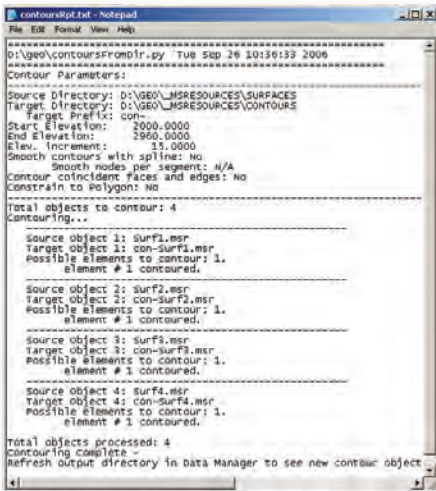 contoursRpt.txt - Notepad
File Edit Format View Help
D:\geo\contoursFromDir.py Tue Sep 26 10:36:33 2006
Contour Parameters:
Source Directory: D:\GEO\_MSRESOURCES\SURFACES
Target Directory: D:\GEO\_MSRESOURCES\CONTOURS
Target Prefix: con-
Start Elevation: 2000.0000
End Elevation: 2960.0000
Elev. increment: 15.0000
Smooth contours with spline: No
Smooth nodes per segment: N/A
Contour coincident faces and edges: No
Constrain to Polygon: No
Total objects to contour: 4
Contouring...
Source Object 1: Surf1.msr
Target Object 1: con-Surf1.msr
Possible elements to contour: 1.
element # 1 contoured.
Source Object 2: Surf2.msr
Target Object 2: con-Surf2.msr
Possible elements to contour: 1.
element # 1 contoured.
Source Object 3: Surf3.msr
Target Object 3: con-Surf3.msr
Possible elements to contour: 1.
element # 1 contoured.
Source Object 4: Surf4.msr
Target Object 4: con-Surf4.msr
Possible elements to contour: 1.
element # 1 contoured.
Total objects processed: 4
Contouring Complete -
Refresh output directory in Data Manager to see new contour object